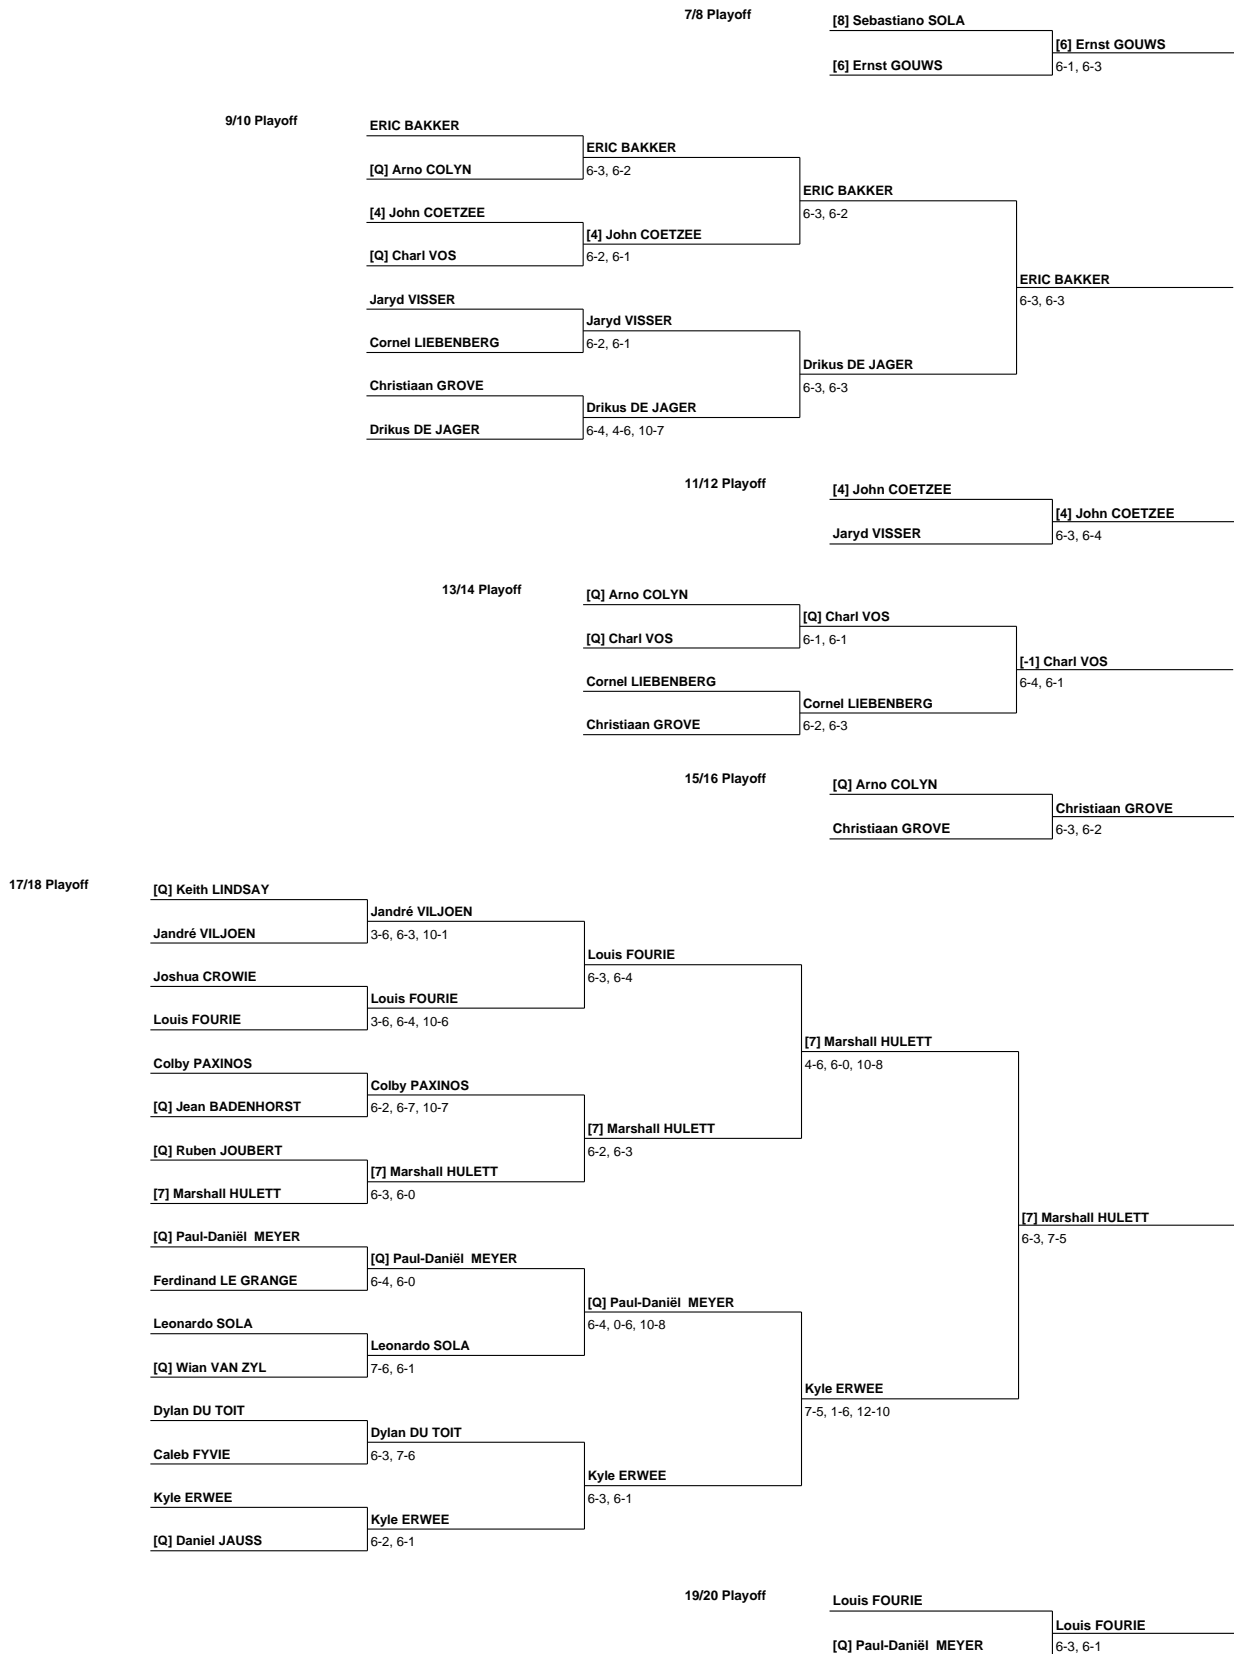 7/8 Playoff
[8] Sebastiano SOLA
[6] Ernst GOUWS
[6] Ernst GOUWS
6-1, 6-3
9/10 Playoff
ERIC BAKKER
ERIC BAKKER
[Q] Arno COLYN
6-3, 6-2
ERIC BAKKER
[4] John COETZEE
6-3, 6-2
[4] John COETZEE
[Q] Charl VOS
6-2, 6-1
ERIC BAKKER
Jaryd VISSER
6-3, 6-3
Jaryd VISSER
Cornel LIEBENBERG
6-2, 6-1
Drikus DE JAGER
Christiaan GROVE
6-3, 6-3
Drikus DE JAGER
Drikus DE JAGER
6-4, 4-6, 10-7
11/12 Playoff
[4] John COETZEE
[4] John COETZEE
Jaryd VISSER
6-3, 6-4
13/14 Playoff
[Q] Arno COLYN
[Q] Charl VOS
[Q] Charl VOS
6-1, 6-1
[-1] Charl VOS
Cornel LIEBENBERG
6-4, 6-1
Cornel LIEBENBERG
Christiaan GROVE
6-2, 6-3
15/16 Playoff
[Q] Arno COLYN
Christiaan GROVE
Christiaan GROVE
6-3, 6-2
17/18 Playoff
[Q] Keith LINDSAY
Jandré VILJOEN
Jandré VILJOEN
3-6, 6-3, 10-1
Louis FOURIE
Joshua CROWIE
6-3, 6-4
Louis FOURIE
Louis FOURIE
3-6, 6-4, 10-6
[7] Marshall HULETT
Colby PAXINOS
4-6, 6-0, 10-8
Colby PAXINOS
[Q] Jean BADENHORST
6-2, 6-7, 10-7
[7] Marshall HULETT
[Q] Ruben JOUBERT
6-2, 6-3
[7] Marshall HULETT
[7] Marshall HULETT
6-3, 6-0
[7] Marshall HULETT
[Q] Paul-Daniël  MEYER
6-3, 7-5
[Q] Paul-Daniël  MEYER
Ferdinand LE GRANGE
6-4, 6-0
[Q] Paul-Daniël  MEYER
Leonardo SOLA
6-4, 0-6, 10-8
Leonardo SOLA
[Q] Wian VAN ZYL
7-6, 6-1
Kyle ERWEE
Dylan DU TOIT
7-5, 1-6, 12-10
Dylan DU TOIT
Caleb FYVIE
6-3, 7-6
Kyle ERWEE
Kyle ERWEE
6-3, 6-1
Kyle ERWEE
[Q] Daniel JAUSS
6-2, 6-1
19/20 Playoff
Louis FOURIE
Louis FOURIE
[Q] Paul-Daniël  MEYER
6-3, 6-1